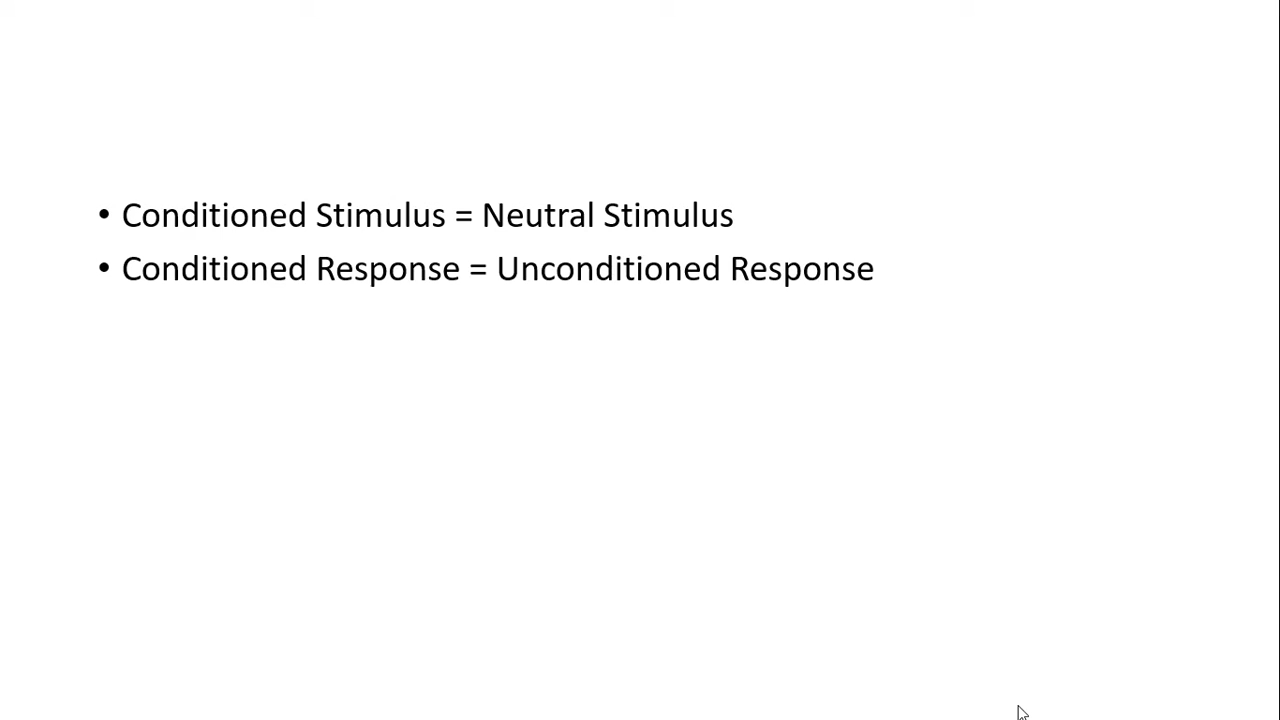 • Conditioned Stimulus = Neutral Stimulus
• Conditioned Response = Unconditioned Response